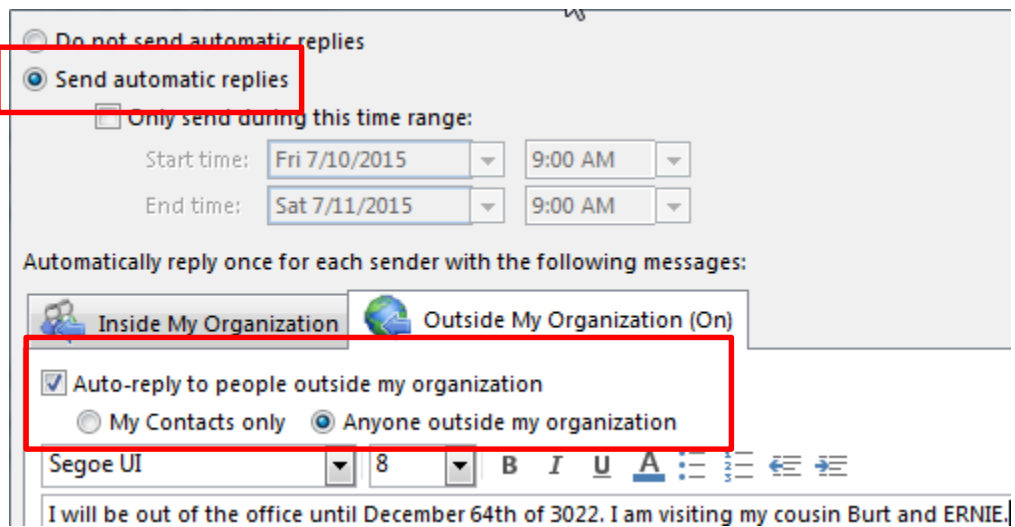 Do not send automatic replies
Send automatic replies
Only send during this time range:
Start time: Fri 7/10/2015 9:00 AM
End time: Sat 7/11/2015 9:00 AM
Automatically reply once for each sender with the following messages:
Inside My Organization Outside My Organization (On)
Auto-reply to people outside my organization
My Contacts only Anyone outside my organization
Segoe UI 8 B I U A
I will be out of the office until December 64th of 3022. I am visiting my cousin Burt and ERNIE.